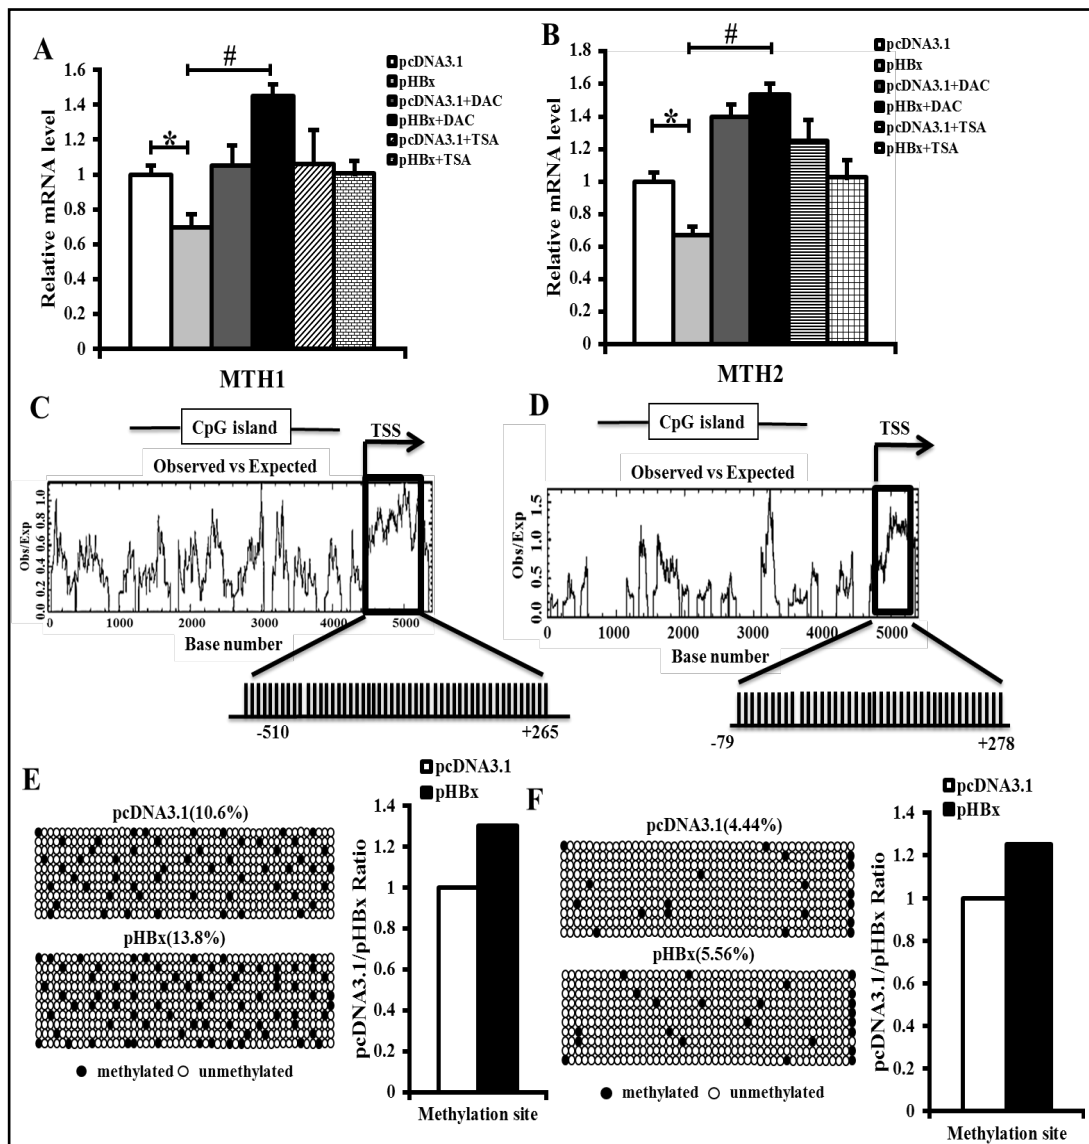 A
Relative mRNA level
1.6
1.4
1.2
1
0.8
0.6
0.4
0.2
0
*
#
MTH1
pcDNA3.1
pHBx
pcDNA3.1+DAC
pHBx+DAC
pcDNA3.1+TSA
pHBx+TSA
B
Relative mRNA level
1.8
1.6
1.4
1.2
1
0.8
0.6
0.4
0.2
0
*
#
MTH2
pcDNA3.1
pHBx
pcDNA3.1+DAC
pHBx+DAC
pcDNA3.1+TSA
pHBx+TSA
C
CpG island
TSS
Observed vs Expected
Obs/Exp
0.0 0.2 0.4 0.6 0.8 1.0
0 1000 2000 3000 4000 5000
Base number
-510 +265
D
CpG island
TSS
Observed vs Expected
Obs/Exp
0.0 0.5 1.0 1.5
0 1000 2000 3000 4000 5000
Base number
-79 +278
E
pcDNA3.1(10.6%)
pHBx(13.8%)
methylated unmethylated
pcDNA3.1
pHBx
pcDNA3.1/pHBx Ratio
1.4
1.2
1
0.8
0.6
0.4
0.2
0
Methylation site
F
pcDNA3.1(4.44%)
pHBx(5.56%)
methylated unmethylated
pcDNA3.1
pHBx
pcDNA3.1/pHBx Ratio
1.4
1.2
1
0.8
0.6
0.4
0.2
0
Methylation site